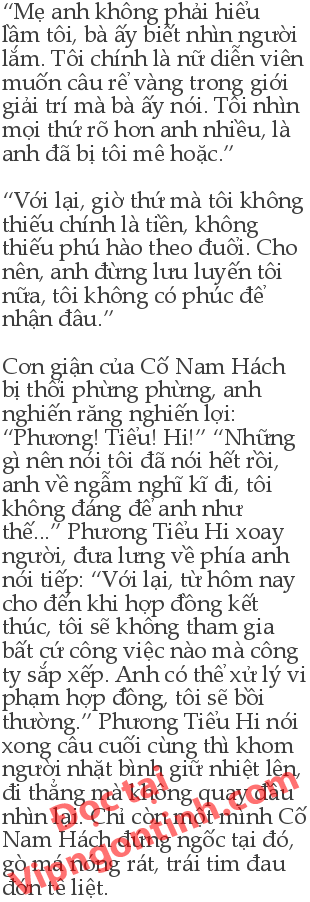 “Mẹ anh không phải hiểu
lầm tôi, bà ấy biết nhìn người
lắm. Tôi chính là nữ diễn viên
muốn câu rể vàng trong giới
giải trí mà bà ấy nói. Tôi nhìn
mọi thứ rõ hơn anh nhiều, là
anh đã bị tôi mê hoặc.”
“Với lại, giờ thứ mà tôi không
thiếu chính là tiền, không
thiếu phú hào theo đuổi. Cho
nên, anh đừng lưu luyến tôi
nữa, tôi không có phúc để
nhận đâu.”
Cơn giận của Cố Nam Hách
bị thổi phừng phừng, anh
nghiến răng nghiến lợi:
“Phương! Tiểu! Hi!” “Những
gì nên nói tôi đã nói hết rồi,
anh về ngẫm nghĩ kĩ đi, tôi
không đáng để anh như
thế...” Phương Tiểu Hi xoay
người, đưa lưng về phía anh
nói tiếp: “Với lại, từ hôm nay
cho đến khi hợp đồng kết
thúc, tôi sẽ không tham gia
bất cứ công việc nào mà công
ty sắp xếp. Anh có thể xử lý vi
phạm hợp đồng, tôi sẽ bồi
thường.” Phương Tiểu Hi nói
xong câu cuối cùng thì khom
người nhặt bình giữ nhiệt lên,
đi thẳng mà không quay đầu
nhìn lại. Chỉ còn một mình Cố
Nam Hách đứng ngốc tại đó,
gò má nóng rát, trái tim đau
đớn tê liệt.
Đọc tại
Vipngontinh.com